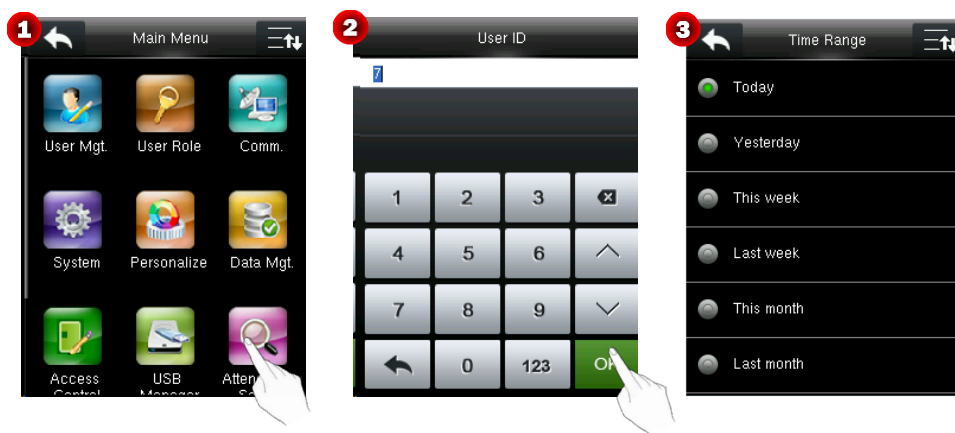 1
Main Menu
User Mgt.
User Role
Comm.
System
Personalize
Data Mgt.
Access
USB
Control
Manager
2
User ID
7
1 2 3
4 5 6
7 8 9
0 123
3
Time Range
Today
Yesterday
This week
Last week
This month
Last month